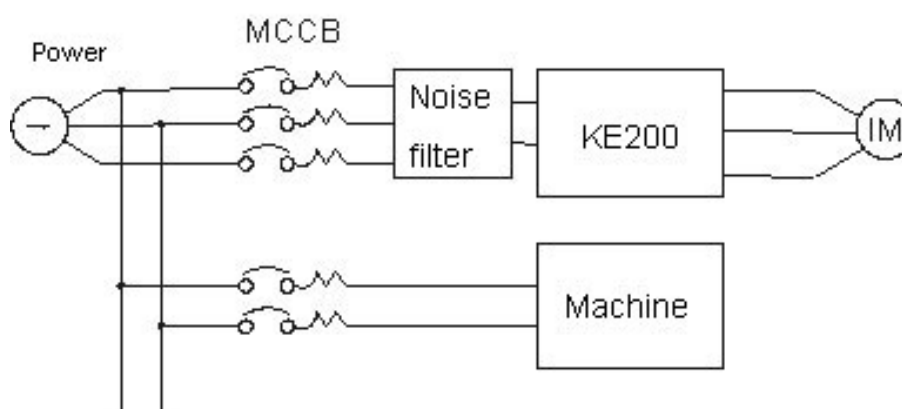 MCCB
Power
Noise
filter
KE200
IM
Machine